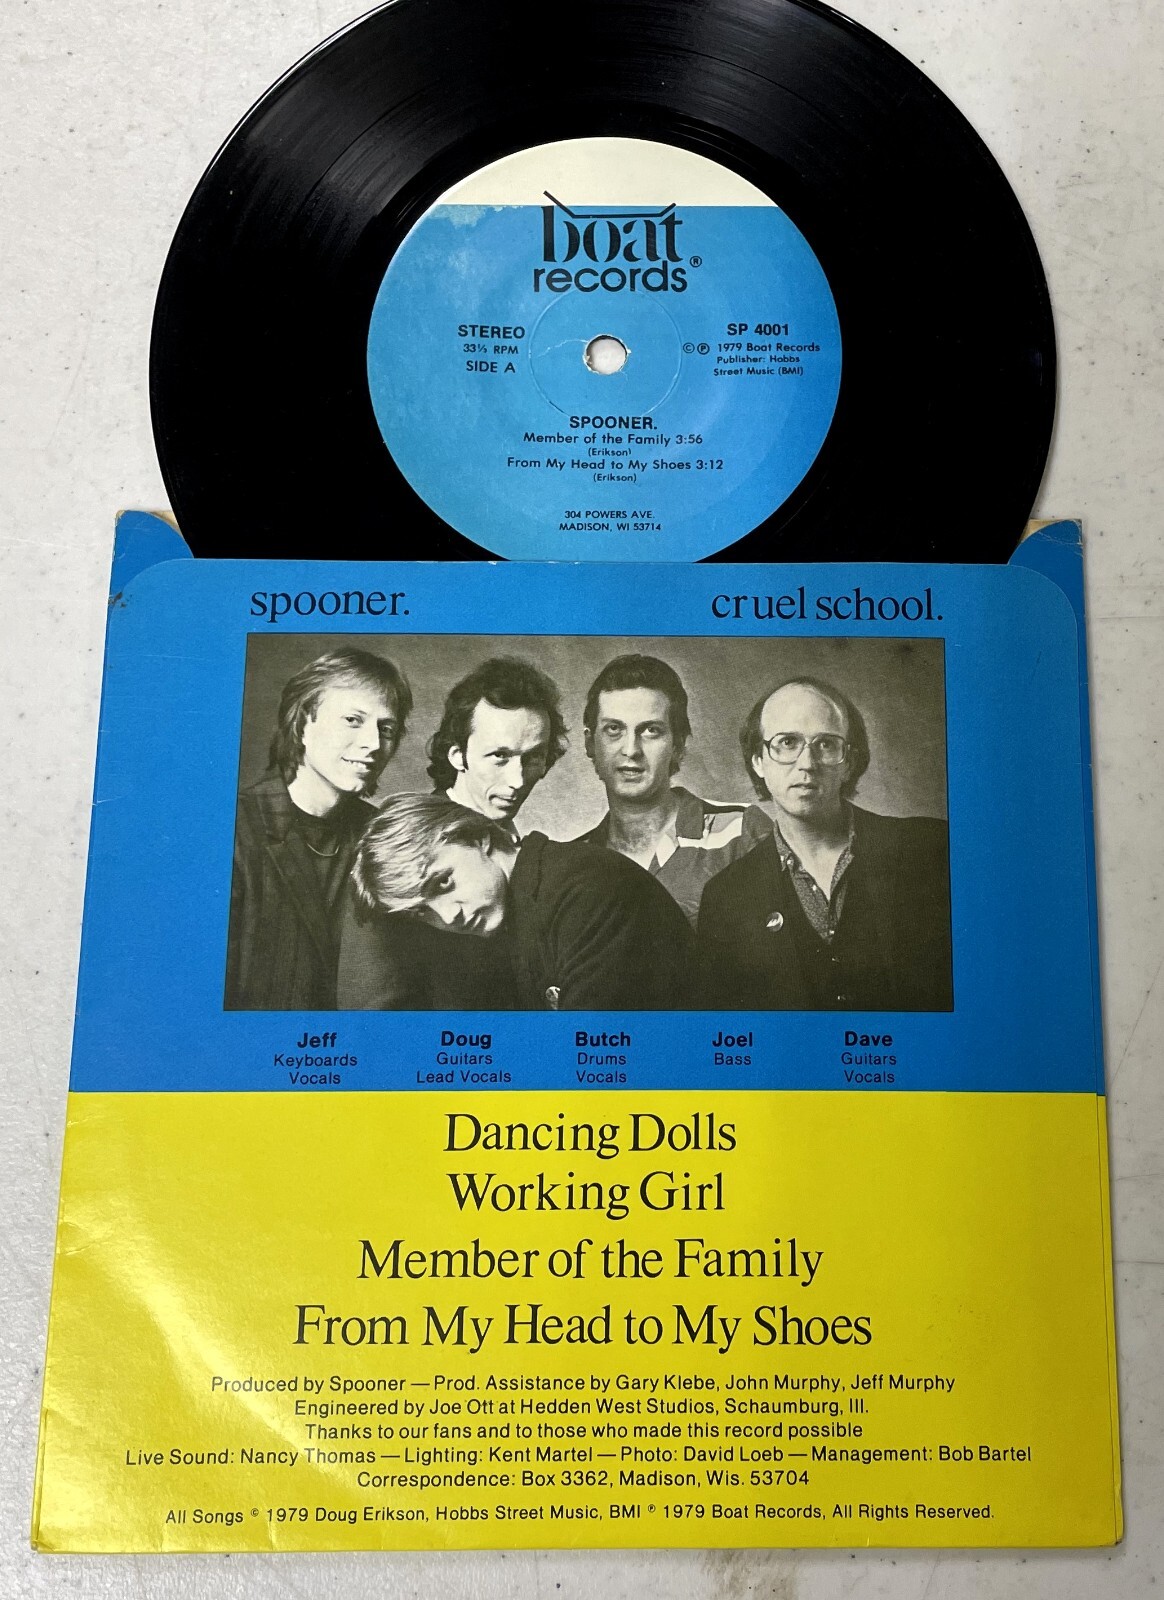 boat
records®
STEREO
33⅓ RPM
SIDE A
SP 4001
© ℗ 1979 Boat Records
Publisher: Hobbs
Street Music (BMI)
SPOONER.
Member of the Family 3:56
(Erikson)
From My Head to My Shoes 3:12
(Erikson)
304 POWERS AVE.
MADISON, WI 53714
spooner. cruel school.
Jeff Doug Butch Joel Dave
Keyboards Guitars Drums Bass Guitars
Vocals Lead Vocals Vocals Vocals
Dancing Dolls
Working Girl
Member of the Family
From My Head to My Shoes
Produced by Spooner — Prod. Assistance by Gary Klebe, John Murphy, Jeff Murphy
Engineered by Joe Ott at Hedden West Studios, Schaumburg, Ill.
Thanks to our fans and to those who made this record possible
Live Sound: Nancy Thomas — Lighting: Kent Martel — Photo: David Loeb — Management: Bob Bartel
Correspondence: Box 3362, Madison, Wis. 53704
All Songs © 1979 Doug Erikson, Hobbs Street Music, BMI ℗ 1979 Boat Records, All Rights Reserved.